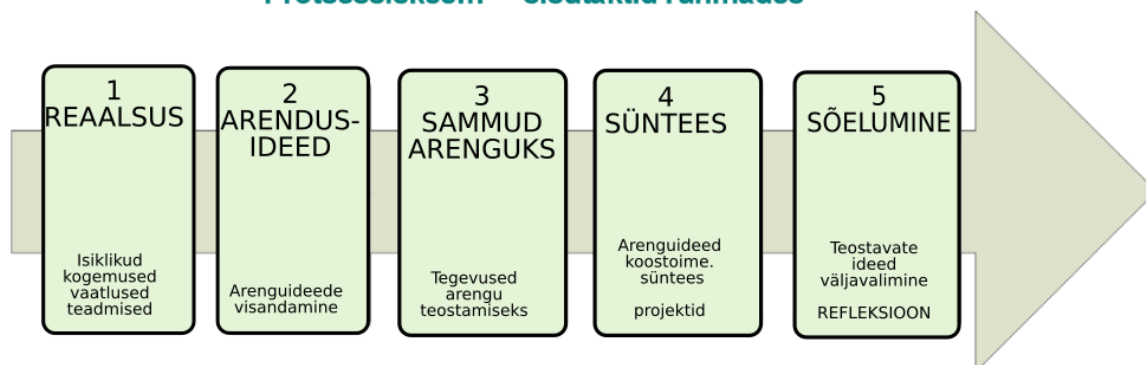 1
REAALSUS
Isiklikud
kogemused
vaatlused
teadmised
2
ARENDUS-
IDEED
Arenguideede
visandamine
3
SAMMUD
ARENGUKS
Tegevused
arengu
teostamiseks
4
SÜNTEES
Arenguideed
koostoime.
süntees
projektid
5
SÕELUMINE
Teostavate
ideed
väljavalimine
REFLEKSIOON